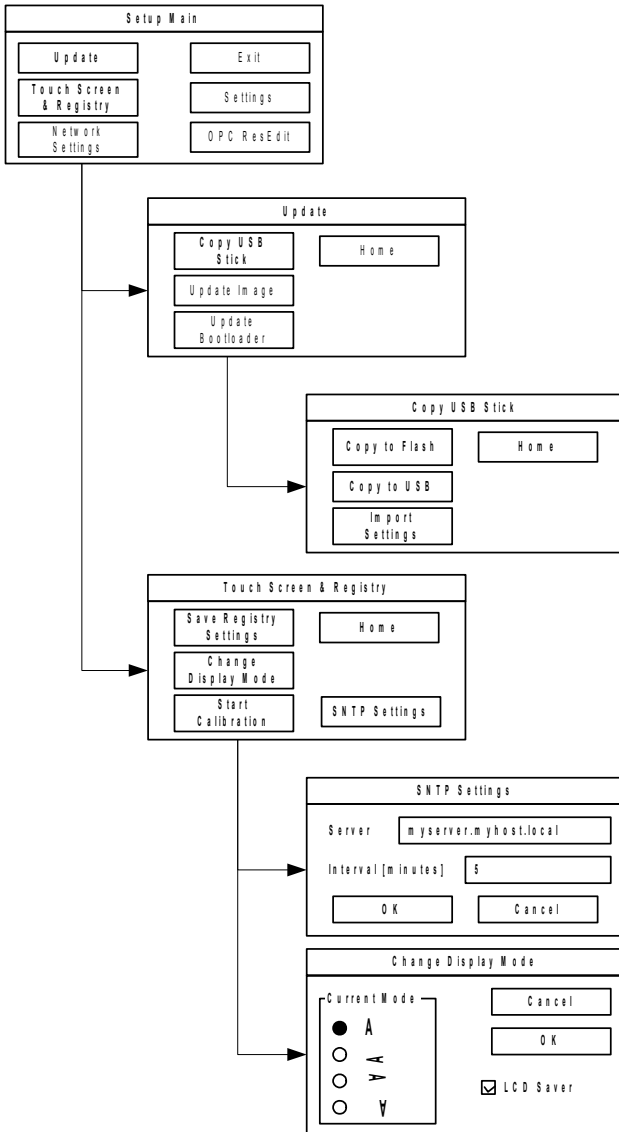 Setup Main
Update
Exit
Touch Screen
& Registry
Settings
Network
Settings
OPC ResEdit
Update
Copy USB
Stick
Home
Update Image
Update
Bootloader
Copy USB Stick
Copy to Flash
Home
Copy to USB
Import
Settings
Touch Screen & Registry
Save Registry
Settings
Home
Change
Display Mode
Start
Calibration
SNTP Settings
SNTP Settings
Server
myserver.myhost.local
Interval [minutes]
5
OK
Cancel
Change Display Mode
Current Mode
Cancel
A
OK
A
A
LCD Saver
A